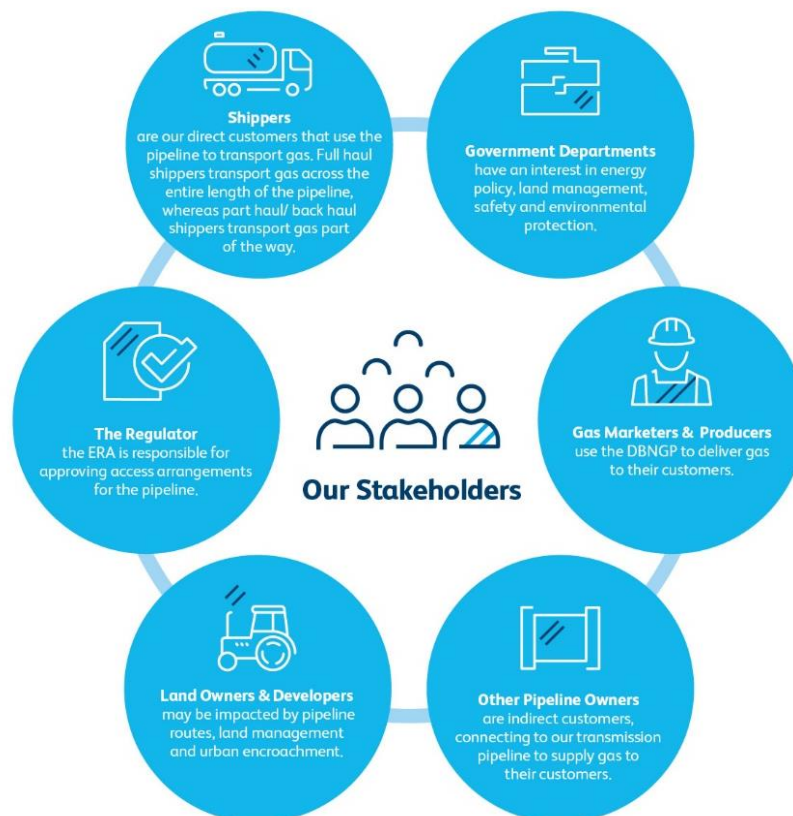 Shippers
are our direct customers that use the
pipeline to transport gas. Full haul
shippers transport gas across the
entire length of the pipeline,
whereas part haul/ back haul
shippers transport gas part
of the way.
Government Departments
have an interest in energy
policy, land management,
safety and environmental
protection.
The Regulator
the ERA is responsible for
approving access arrangements
for the pipeline.
Our Stakeholders
Gas Marketers & Producers
use the DBNGP to deliver gas
to their customers.
Land Owners & Developers
may be impacted by pipeline
routes, land management
and urban encroachment.
Other Pipeline Owners
are indirect customers,
connecting to our transmission
pipeline to supply gas to
their customers.